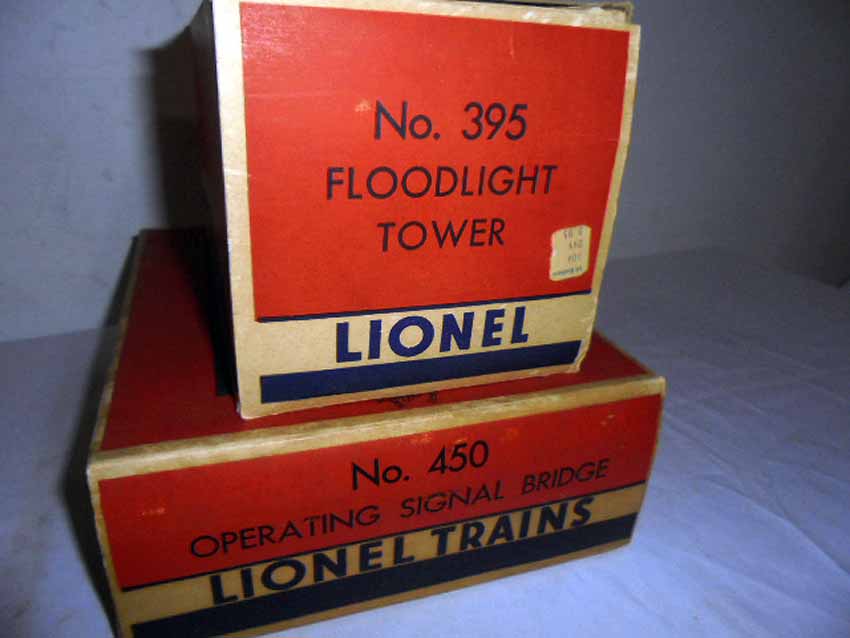 No. 395
FLOODLIGHT
TOWER
LIONEL
No. 450
OPERATING SIGNAL BRIDGE
LIONEL TRAINS